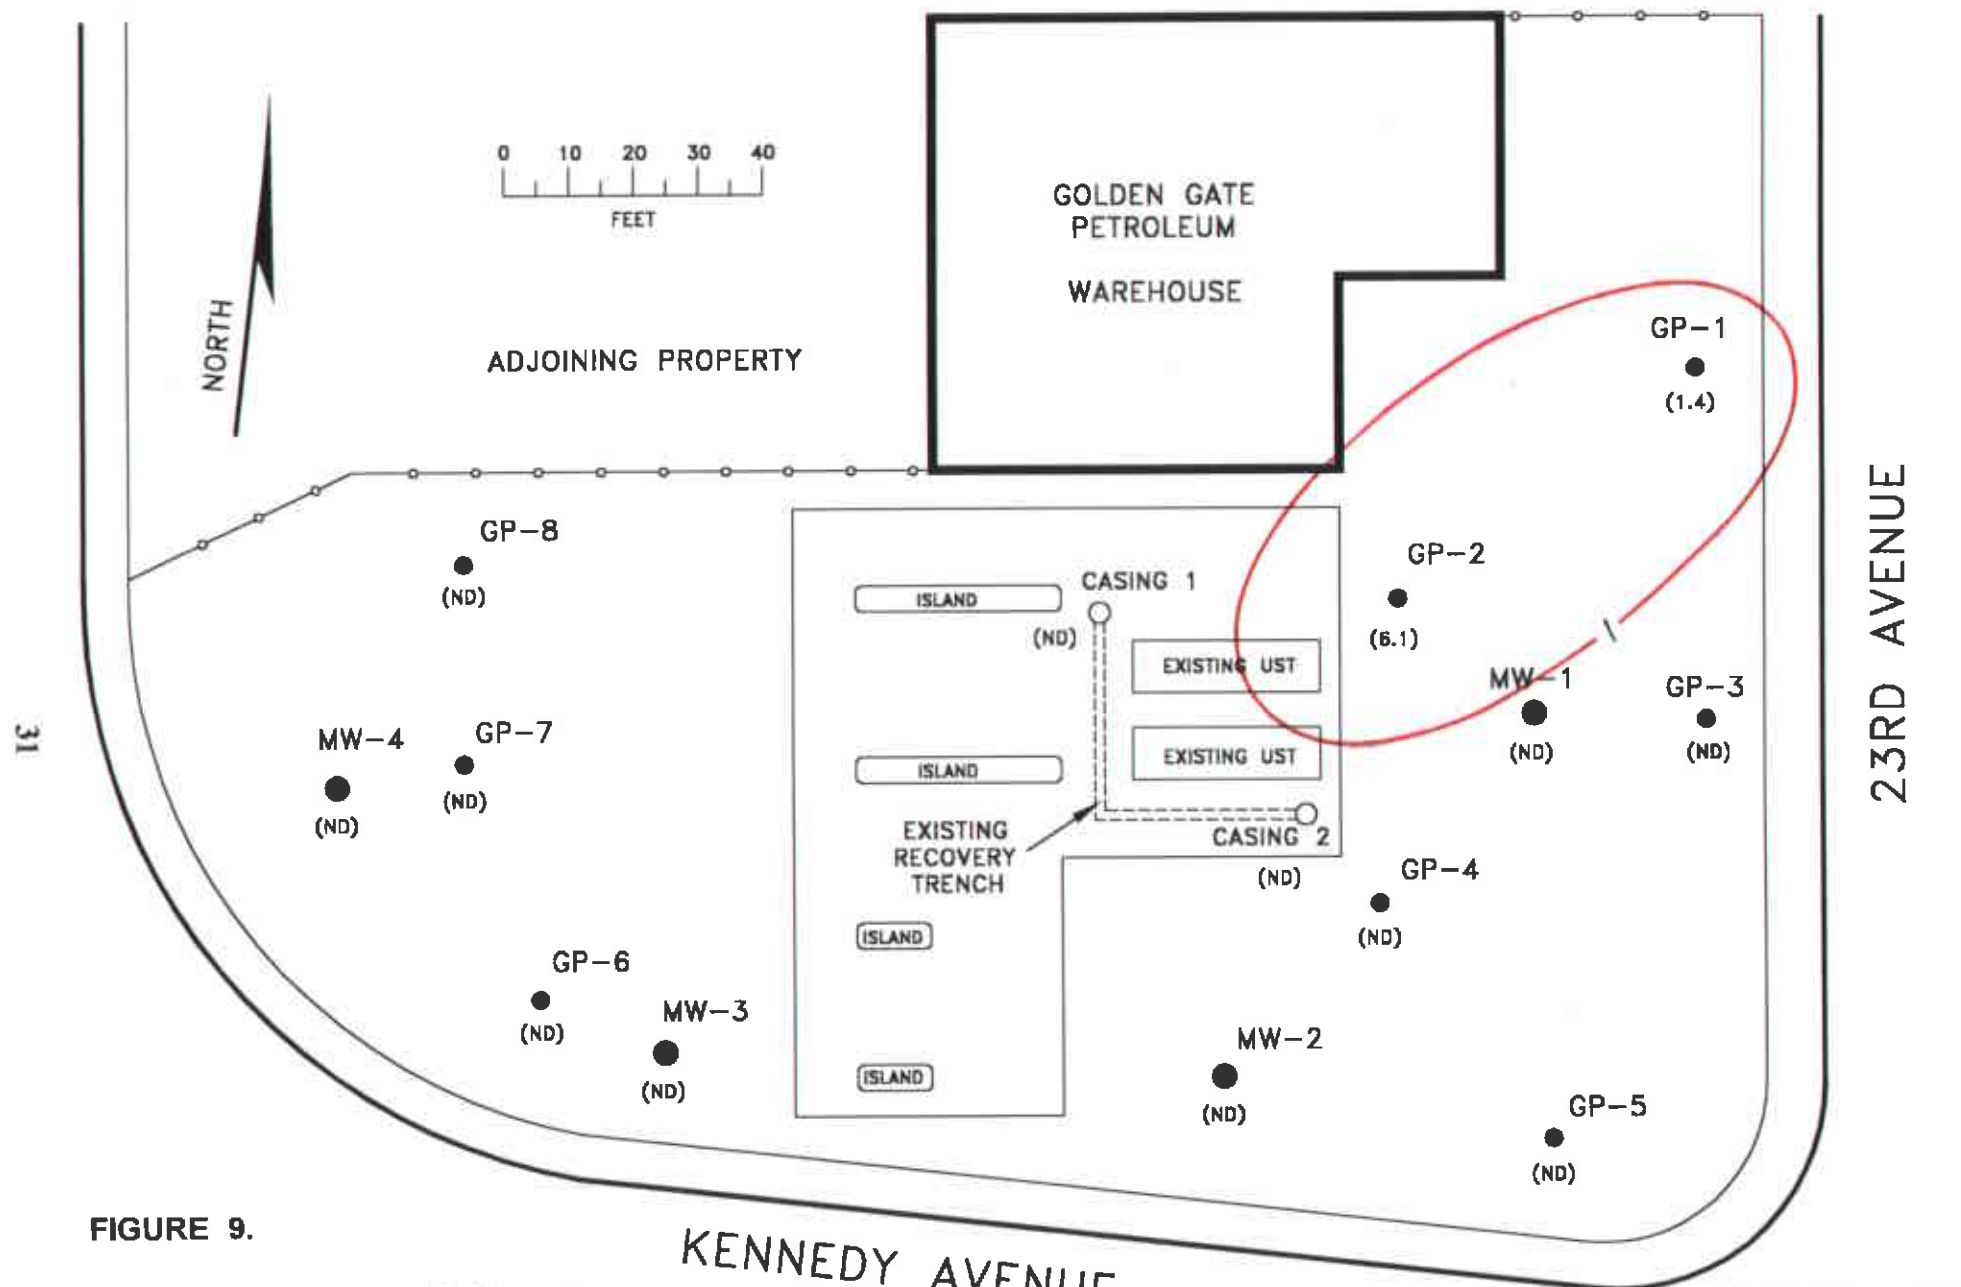 0 10 20 30 40
FEET
GOLDEN GATE
PETROLEUM
WAREHOUSE
NORTH
ADJOINING PROPERTY
GP-1
(1.4)
23RD AVENUE
GP-8
(ND)
GP-2
(6.1)
CASING 1
(ND)
ISLAND
EXISTING UST
MW-1
(ND)
GP-3
(ND)
31
MW-4
(ND)
GP-7
(ND)
ISLAND
EXISTING UST
EXISTING
RECOVERY
TRENCH
CASING 2
(ND)
GP-4
(ND)
ISLAND
GP-6
(ND)
MW-3
(ND)
ISLAND
MW-2
(ND)
GP-5
(ND)
FIGURE 9.
KENNEDY AVENUE
1